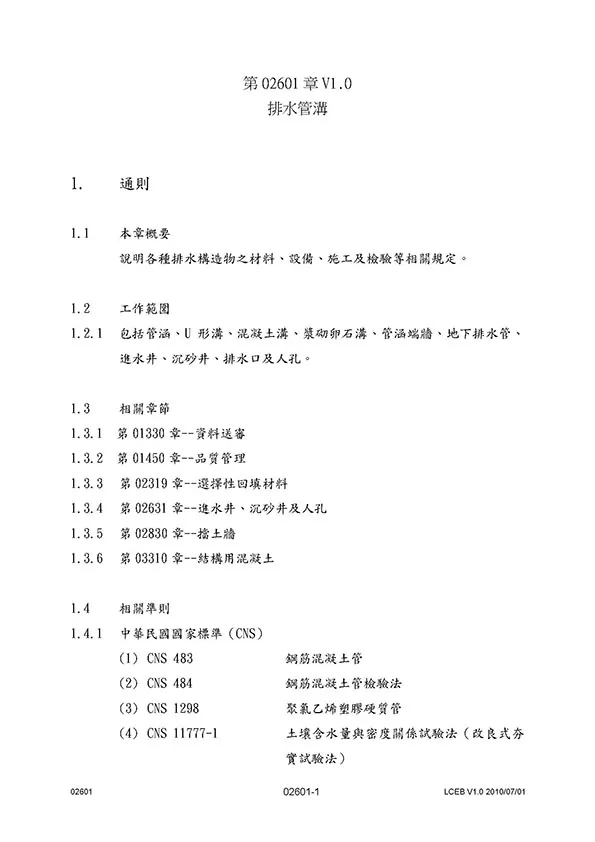 第 02601 章 V1.0
排水管溝
1. 通則
1.1 本章概要
說明各種排水構造物之材料、設備、施工及檢驗等相關規定。
1.2 工作範圍
1.2.1 包括管涵、U 形溝、混凝土溝、漿砌卵石溝、管涵端牆、地下排水管、
進水井、沉砂井、排水口及人孔。
1.3 相關章節
1.3.1 第 01330 章--資料送審
1.3.2 第 01450 章--品質管理
1.3.3 第 02319 章--選擇性回填材料
1.3.4 第 02631 章--進水井、沉砂井及人孔
1.3.5 第 02830 章--擋土牆
1.3.6 第 03310 章--結構用混凝土
1.4 相關準則
1.4.1 中華民國國家標準（CNS）
(1) CNS 483 鋼筋混凝土管
(2) CNS 484 鋼筋混凝土管檢驗法
(3) CNS 1298 聚氯乙烯塑膠硬質管
(4) CNS 11777-1 土壤含水量與密度關係試驗法（改良式夯
實試驗法）
02601 02601-1 LCEB V1.0 2010/07/01